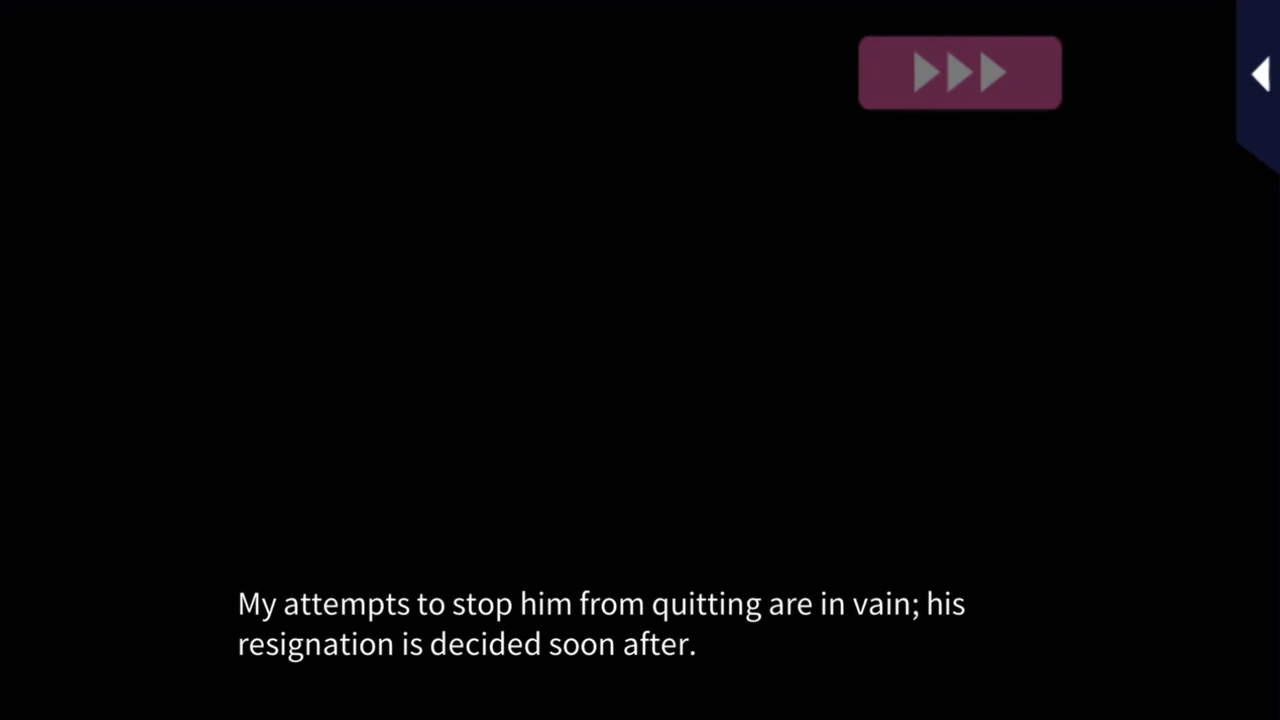 My attempts to stop him from quitting are in vain; his
resignation is decided soon after.